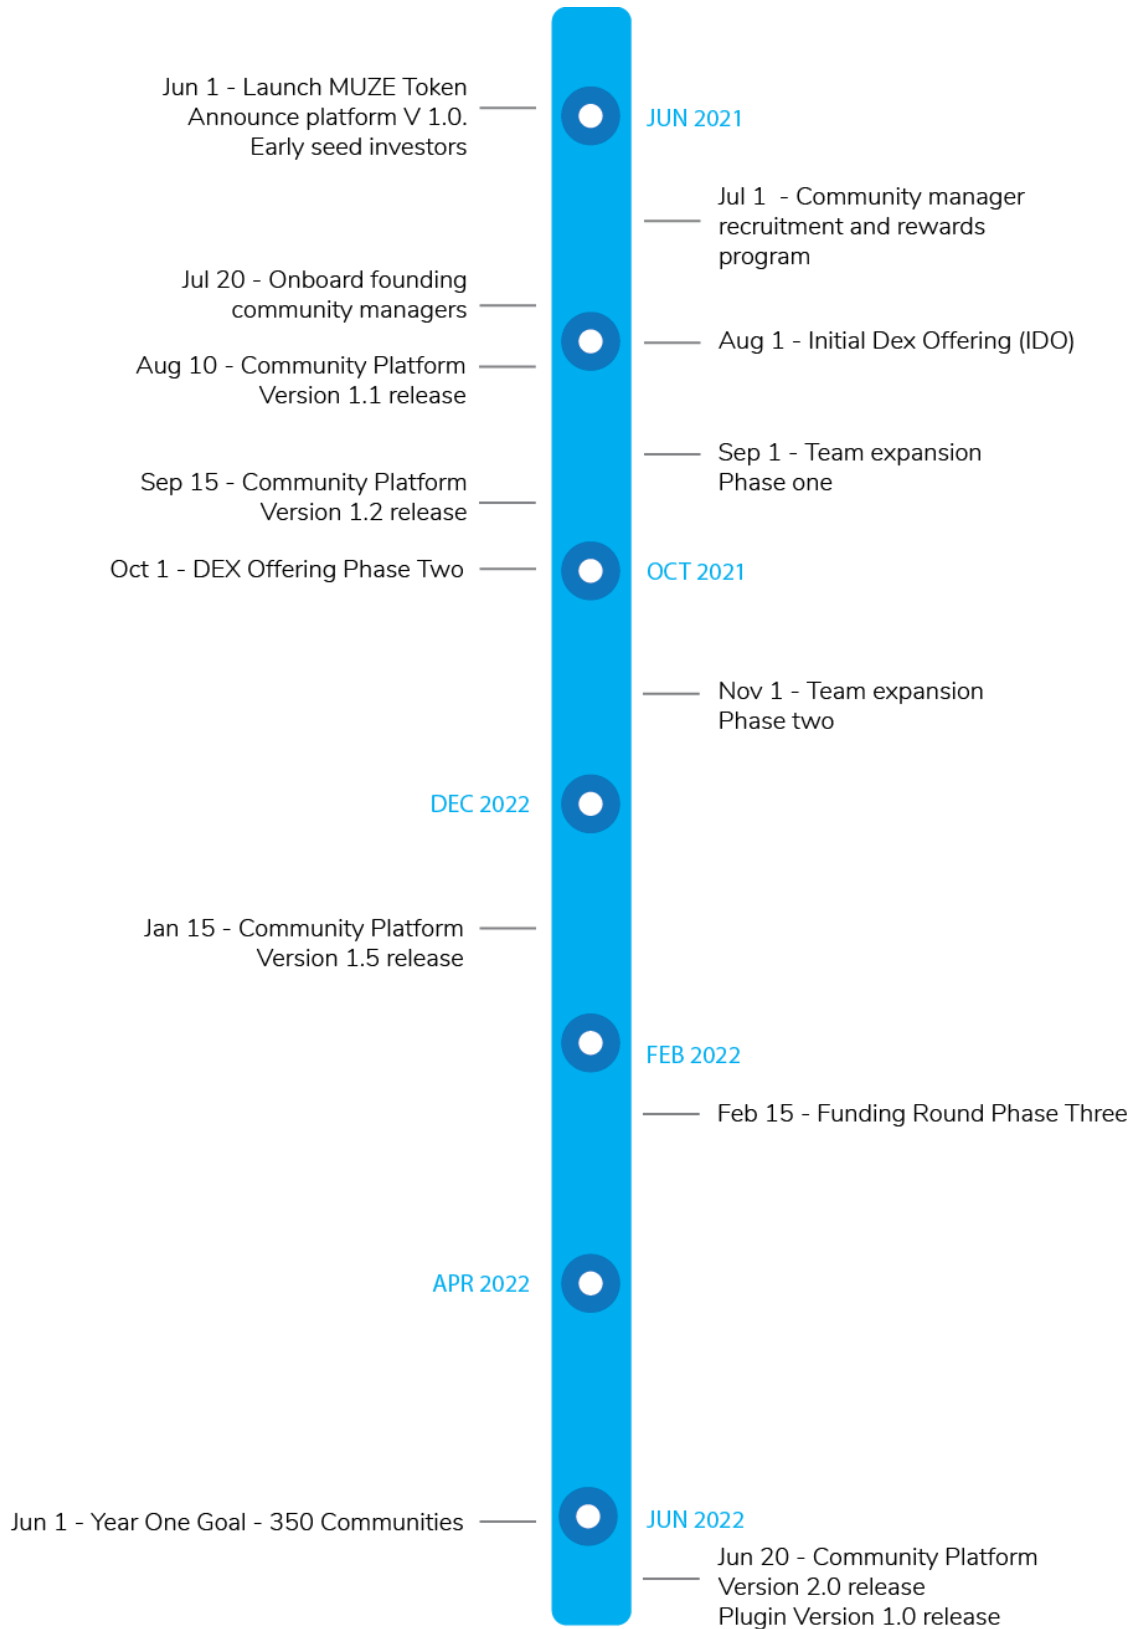 Jun 1 - Launch MUZE Token
Announce platform V 1.0.
Early seed investors
JUN 2021
Jul 1 - Community manager
recruitment and rewards
program
Jul 20 - Onboard founding
community managers
Aug 1 - Initial Dex Offering (IDO)
Aug 10 - Community Platform
Version 1.1 release
Sep 1 - Team expansion
Phase one
Sep 15 - Community Platform
Version 1.2 release
Oct 1 - DEX Offering Phase Two
OCT 2021
Nov 1 - Team expansion
Phase two
DEC 2022
Jan 15 - Community Platform
Version 1.5 release
FEB 2022
Feb 15 - Funding Round Phase Three
APR 2022
Jun 1 - Year One Goal - 350 Communities
JUN 2022
Jun 20 - Community Platform
Version 2.0 release
Plugin Version 1.0 release